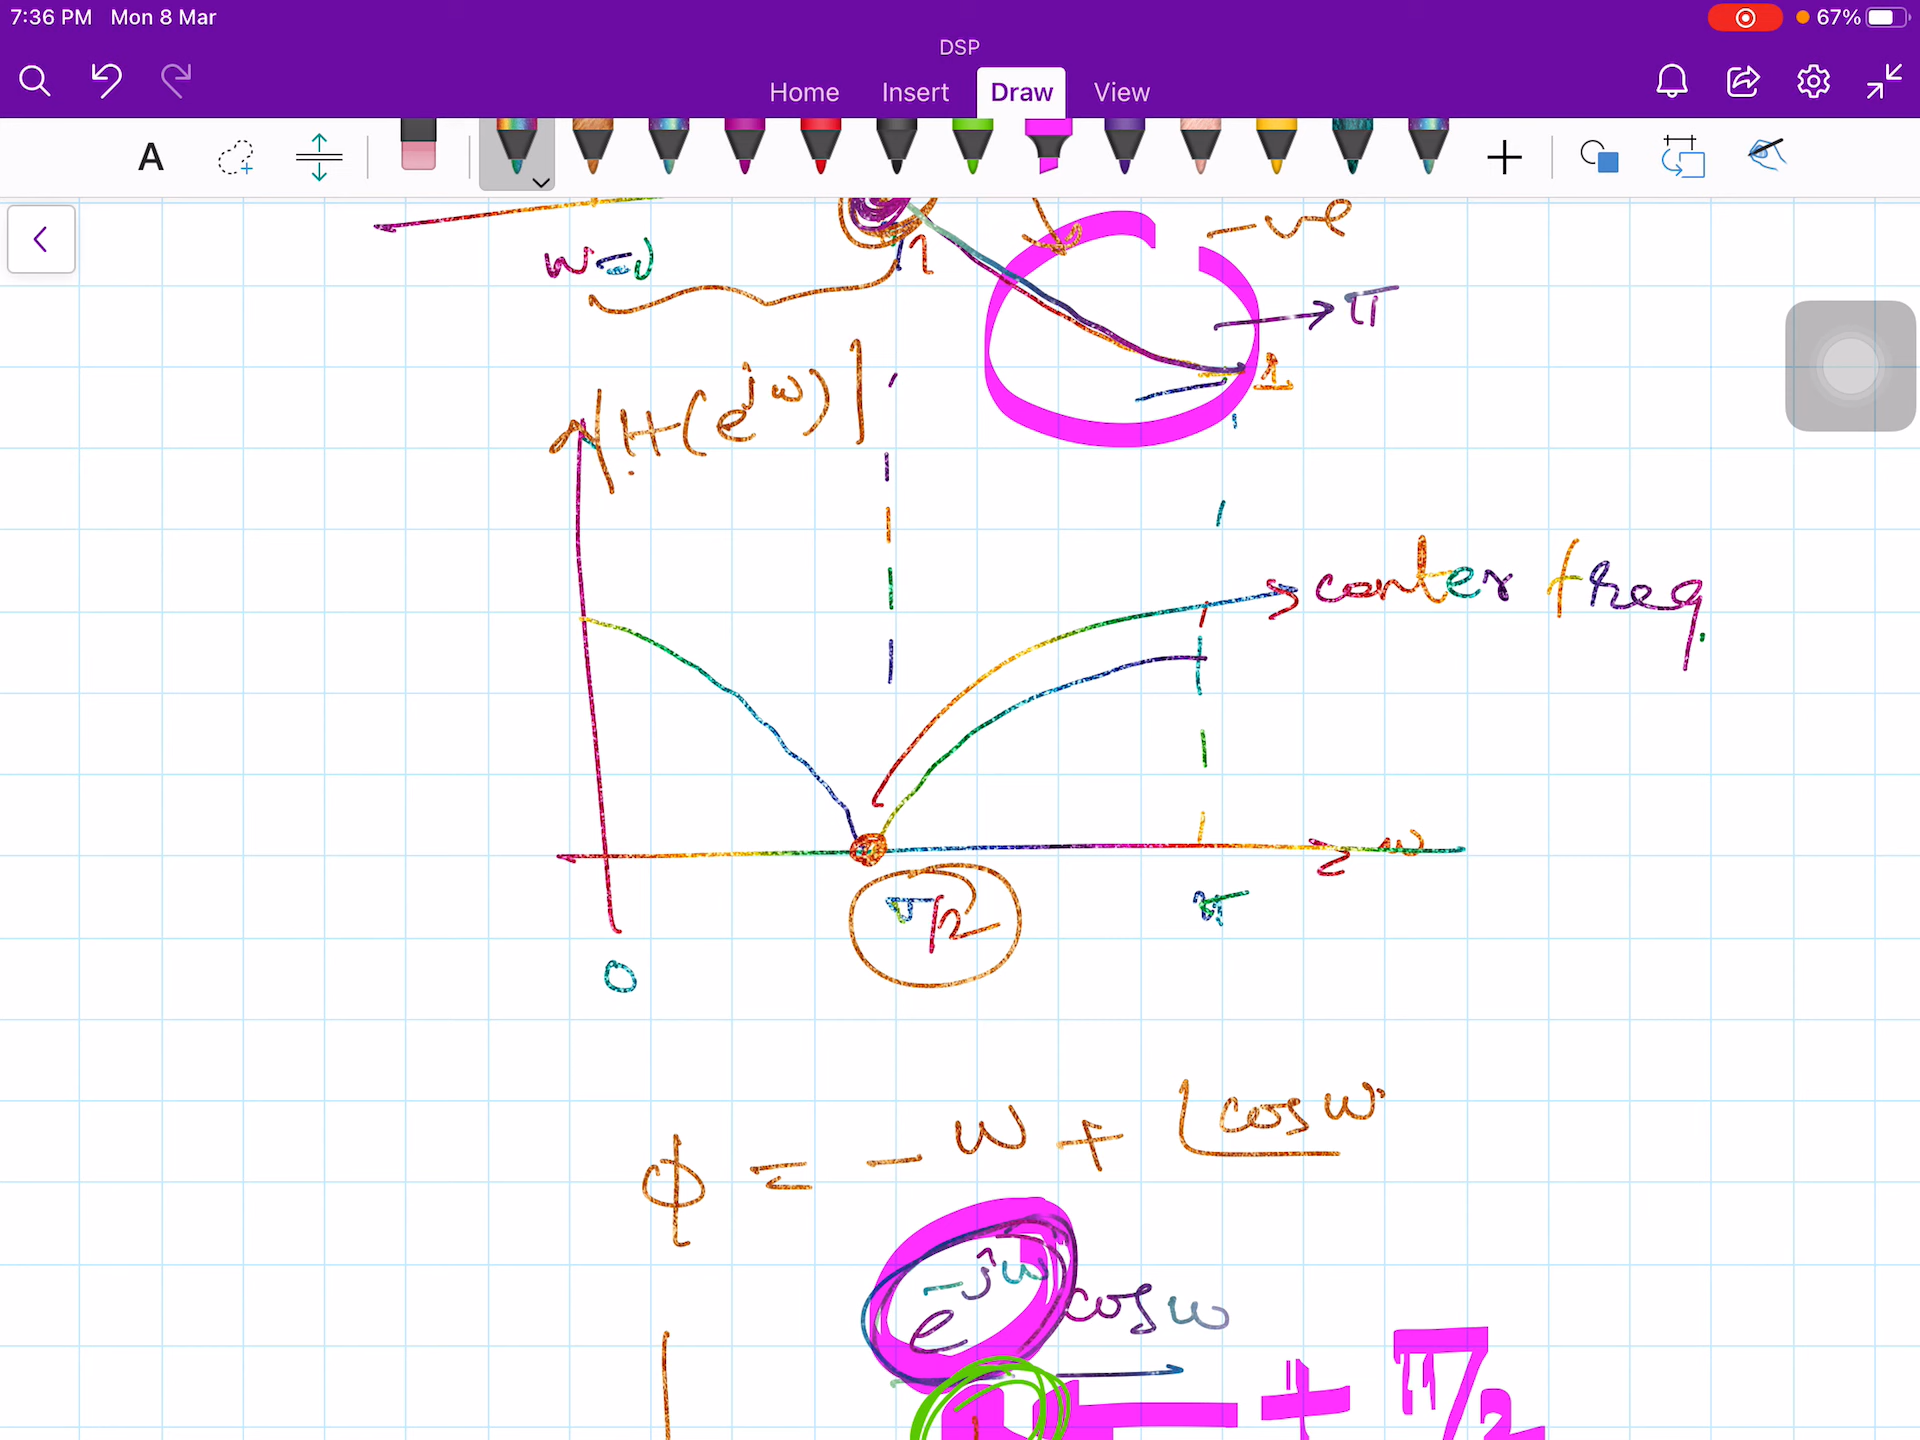 7:36 PM Mon 8 Mar
67%
DSP
Home Insert Draw View
A
-ve
w=0
π
1
|H(e^jω)|
center freq.
ω
π/2
π
0
ϕ = -ω + ∠cosω
e^-jω cosω
+ π/2